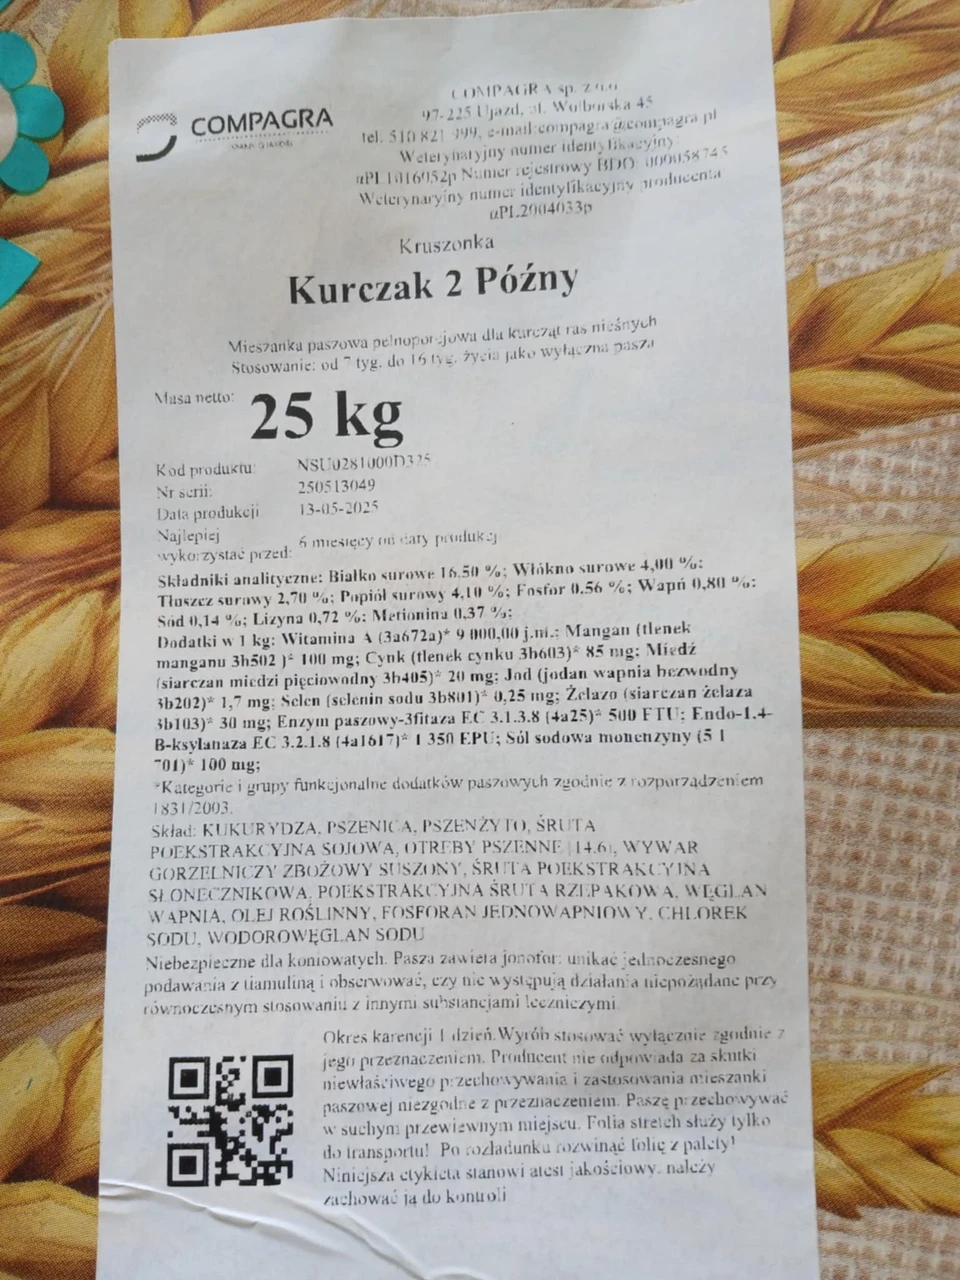 COMPAGRA
COMPAGRA sp. z o.o
97-225 Ujazd, ul. Wolborska 45
tel. 510 821 999, e-mail:compagra@compagra.pl
Weterynaryjny numer identyfikacyjny:
αPL1016052p Numer rejestrowy BDO: 000058745
Weterynaryjny numer identyfikacyjny producenta
αPL2004033p
Kruszonka
Kurczak 2 Późny
Mieszanka paszowa pełnoporcjowa dla kurcząt ras nieśnych
Stosowanie: od 7 tyg. do 16 tyg. życia jako wyłączna pasza
Masa netto: 25 kg
Kod produktu: NSU0281000D325
Nr serii: 250513049
Data produkcji 13-05-2025
Najlepiej
wykorzystać przed: 6 miesięcy od daty produkcji
Składniki analityczne: Białko surowe 16,50 %; Włókno surowe 4,00 %;
Tłuszcz surowy 2,70 %; Popiół surowy 4,10 %; Fosfor 0.56 %; Wapń 0,80 %;
Sód 0,14 %; Lizyna 0,72 %; Metionina 0,37 %;
Dodatki w 1 kg: Witamina A (3a672a)* 9 000,00 j.m.; Mangan (tlenek
manganu 3b502 )* 100 mg; Cynk (tlenek cynku 3b603)* 85 mg; Miedź
(siarczan miedzi pięciowodny 3b405)* 20 mg; Jod (jodan wapnia bezwodny
3b202)* 1,7 mg; Selen (selenin sodu 3b801)* 0,25 mg; Żelazo (siarczan żelaza
3b103)* 30 mg; Enzym paszowy-3fitaza EC 3.1.3.8 (4a25)* 500 FTU; Endo-1.4-
B-ksylanaza EC 3.2.1.8 (4a1617)* 1 350 EPU; Sól sodowa monenzyny (5 1
701)* 100 mg;
*Kategorie i grupy funkcjonalne dodatków paszowych zgodnie z rozporządzeniem
1831/2003.
Skład: KUKURYDZA, PSZENICA, PSZENŻYTO, ŚRUTA
POEKSTRAKCYJNA SOJOWA, OTRĘBY PSZENNE [14.6], WYWAR
GORZELNICZY ZBOŻOWY SUSZONY, ŚRUTA POEKSTRAKCYJNA
SŁONECZNIKOWA, POEKSTRAKCYJNA ŚRUTA RZEPAKOWA, WĘGLAN
WAPNIA, OLEJ ROŚLINNY, FOSFORAN JEDNOWAPNIOWY, CHLOREK
SODU, WODOROWĘGLAN SODU
Niebezpieczne dla koniowatych. Pasza zawiera jonofor: unikać jednoczesnego
podawania z tiamuliną i obserwować, czy nie występują działania niepożądane przy
równoczesnym stosowaniu z innymi substancjami leczniczymi.
Okres karencji 1 dzień.Wyrób stosować wyłącznie zgodnie z
jego przeznaczeniem. Producent nie odpowiada za skutki
niewłaściwego przechowywania i zastosowania mieszanki
paszowej niezgodne z przeznaczeniem. Paszę przechowywać
w suchym przewiewnym miejscu. Folia stretch służy tylko
do transportu! Po rozładunku rozwinąć folię z palety!
Niniejsza etykieta stanowi atest jakościowy. należy
zachować ją do kontroli